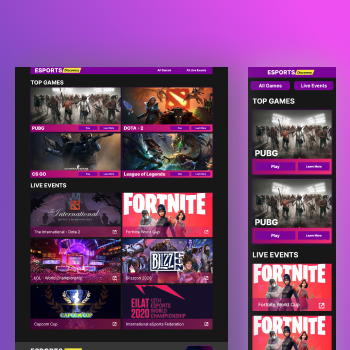 ESPORTS Discovery
All Games
All Live Events
TOP GAMES
PUBG
Play
Learn More
DOTA - 2
Play
Learn More
CS GO
Play
Learn More
League of Legends
Play
Learn More
LIVE EVENTS
The International
The International - Dota 2
FORTNITE
Fortnite World Cup
LOL - World Championship
BLIZZ
Blizzcon 2020
CAPCOM CUP
Capcom Cup
EILAT 12TH
2020 ESPORTS
WORLD
CHAMPIONSHIP
International eSports Federation
ESPORTS
ESPORTS Discovery
All Games
Live Events
TOP GAMES
PUBG
Play
Learn More
PUBG
Play
Learn More
LIVE EVENTS
FORTNITE
Fortnite World Cup
FORTNITE